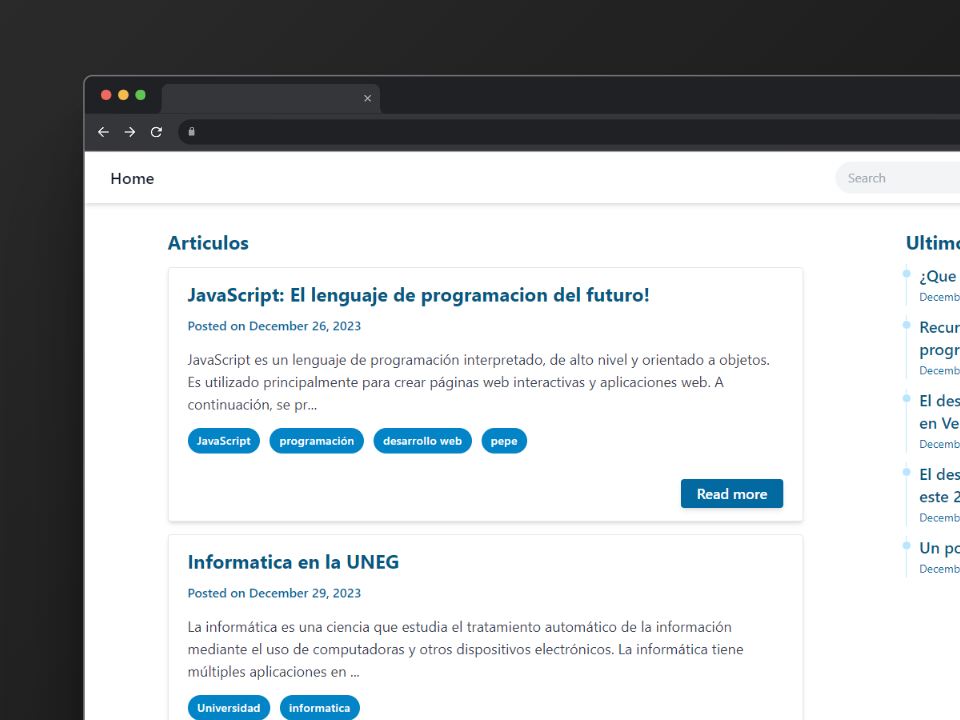 Home
Search
Articulos
JavaScript: El lenguaje de programacion del futuro!
Posted on December 26, 2023
JavaScript es un lenguaje de programación interpretado, de alto nivel y orientado a objetos.
Es utilizado principalmente para crear páginas web interactivas y aplicaciones web. A
continuación, se pr...
JavaScript programación desarrollo web pepe
Read more
Informatica en la UNEG
Posted on December 29, 2023
La informática es una ciencia que estudia el tratamiento automático de la información
mediante el uso de computadoras y otros dispositivos electrónicos. La informática tiene
múltiples aplicaciones en ...
Universidad informatica
Ultimo
¿Que
Decemb
Recur
progr
Decemb
El des
en Ve
Decemb
El des
este 2
Decemb
Un po
Decemb